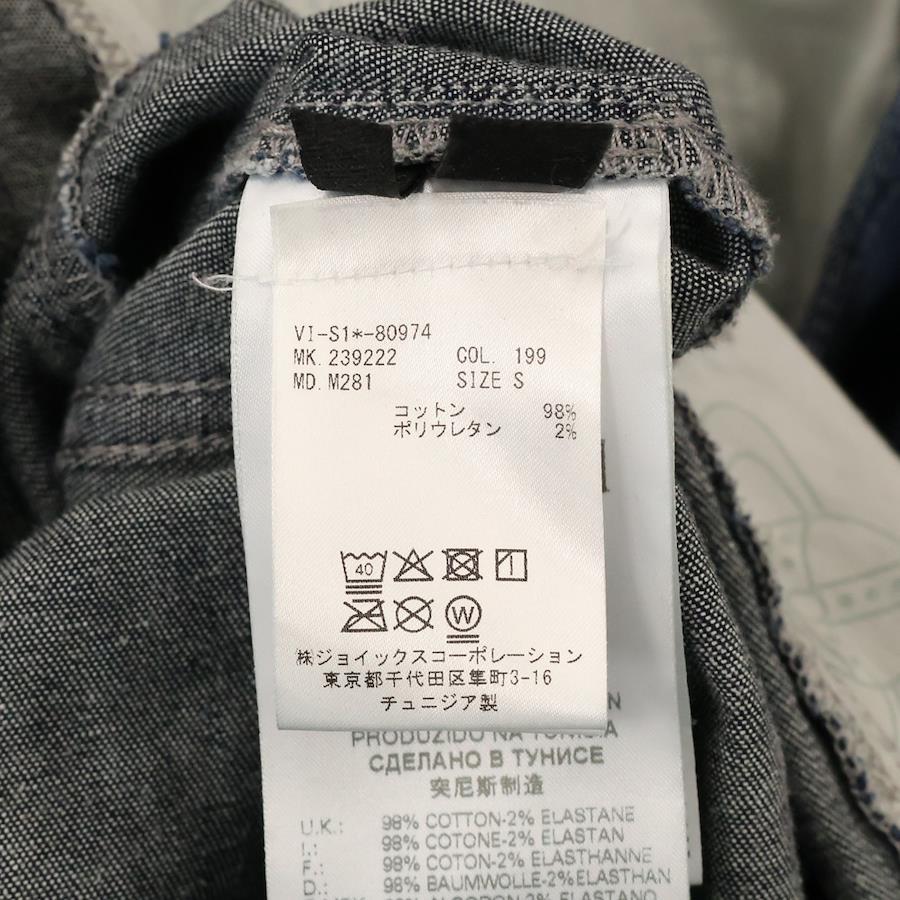 VI-S1*-80974
MK. 239222 COL. 199
MD. M281 SIZE S
コットン 98%
ポリウレタン 2%
40
W
㈱ジョイックスコーポレーション
東京都千代田区隼町3-16
チュニジア製
PRODUZIDO NA TUNISIA
СДЕЛАНО В ТУНИСЕ
突尼斯制造
U.K.: 98% COTTON-2% ELASTANE
I.: 98% COTONE-2% ELASTAN
F.: 98% COTON-2% ELASTHANNE
D.: 98% BAUMWOLLE-2%ELASTHAN